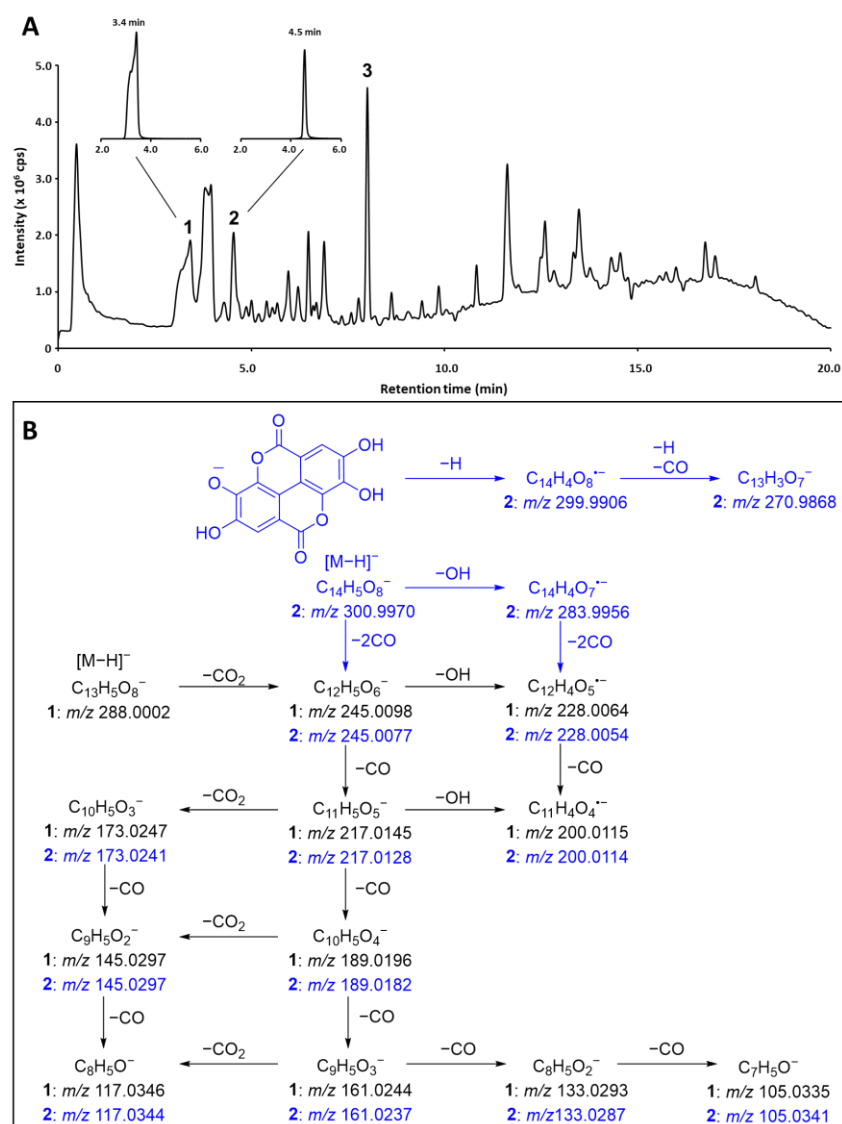 A
3.4 min
4.5 min
5.0
4.0
3.0
2.0
1.0
0
Intensity (x 10⁶ cps)
2.0 4.0 6.0
2.0 4.0 6.0
1
2
3
0 5.0 10.0 15.0 20.0
Retention time (min)
B
O
O
OH
⁻O
OH
HO
O
O
−H
C₁₄H₄O₈•⁻
2: m/z 299.9906
−H
−CO
C₁₃H₃O₇⁻
2: m/z 270.9868
[M−H]⁻
C₁₄H₅O₈⁻
2: m/z 300.9970
−OH
C₁₄H₄O₇•⁻
2: m/z 283.9956
−2CO
−2CO
[M−H]⁻
C₁₃H₅O₈⁻
1: m/z 288.0002
−CO₂
C₁₂H₅O₆⁻
1: m/z 245.0098
2: m/z 245.0077
−OH
C₁₂H₄O₅•⁻
1: m/z 228.0064
2: m/z 228.0054
−CO
−CO
C₁₀H₅O₃⁻
1: m/z 173.0247
2: m/z 173.0241
−CO₂
C₁₁H₅O₅⁻
1: m/z 217.0145
2: m/z 217.0128
−OH
C₁₁H₄O₄•⁻
1: m/z 200.0115
2: m/z 200.0114
−CO
−CO
C₉H₅O₂⁻
1: m/z 145.0297
2: m/z 145.0297
−CO₂
C₁₀H₅O₄⁻
1: m/z 189.0196
2: m/z 189.0182
−CO
−CO
C₈H₅O⁻
1: m/z 117.0346
2: m/z 117.0344
−CO₂
C₉H₅O₃⁻
1: m/z 161.0244
2: m/z 161.0237
−CO
C₈H₅O₂⁻
1: m/z 133.0293
2: m/z133.0287
−CO
C₇H₅O⁻
1: m/z 105.0335
2: m/z 105.0341